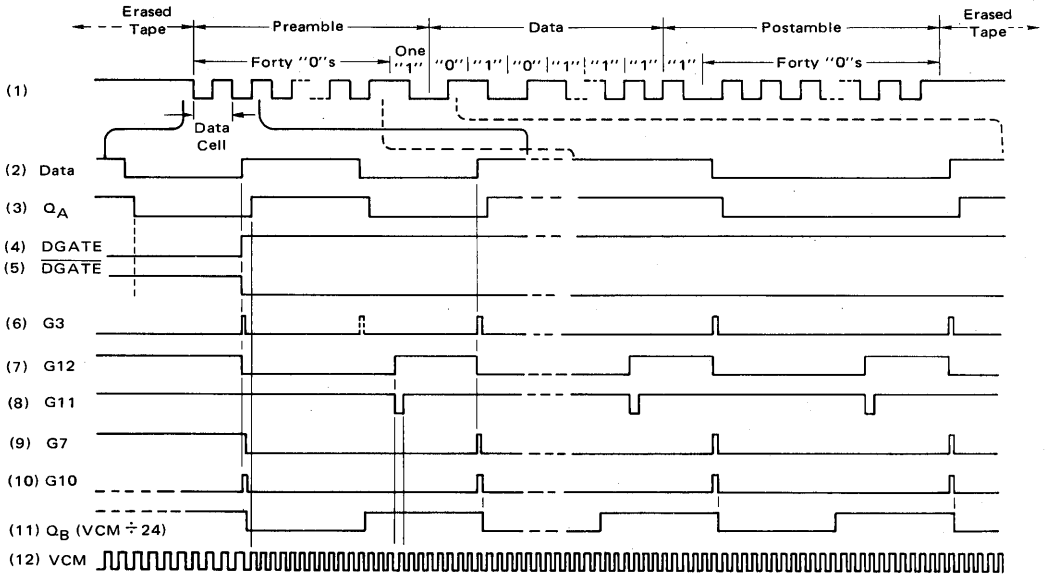 Erased Tape
Preamble
Data
Postamble
Erased Tape
Forty "0"s
One "1"
"0"
"1"
"0"
"1"
"1"
"1"
"1"
Forty "0"s
(1)
Data Cell
(2) Data
(3) QA
(4) DGATE
(5) DGATE
(6) G3
(7) G12
(8) G11
(9) G7
(10) G10
(11) QB (VCM ÷ 24)
(12) VCM